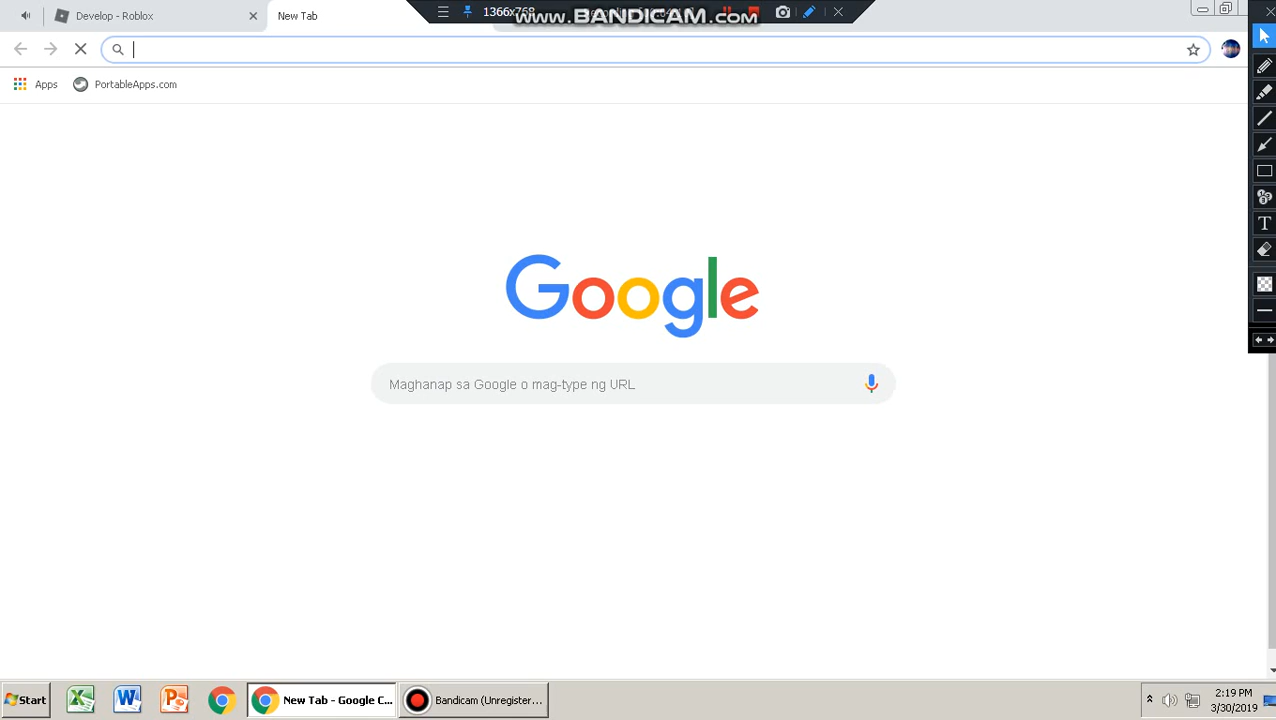 Develop - Roblox
New Tab
1366x768
www.BANDICAM.com
Apps
PortableApps.com
Google
Maghanap sa Google o mag-type ng URL
Start
New Tab - Google C...
Bandicam (Unregister...
2:19 PM
3/30/2019